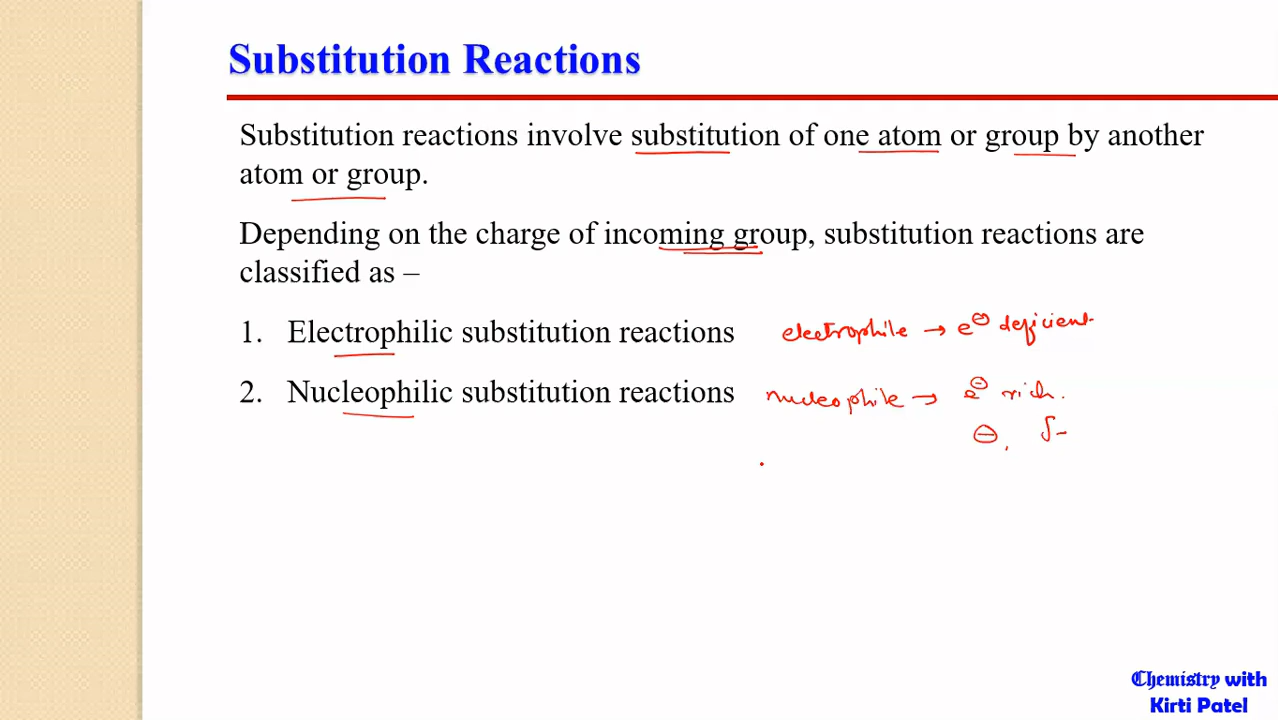 Substitution Reactions
Substitution reactions involve substitution of one atom or group by another
atom or group.
Depending on the charge of incoming group, substitution reactions are
classified as –
1. Electrophilic substitution reactions electrophile → e⊖ deficient
2. Nucleophilic substitution reactions nucleophile → e⊖ rich.
⊖, δ-
Chemistry with
Kirti Patel